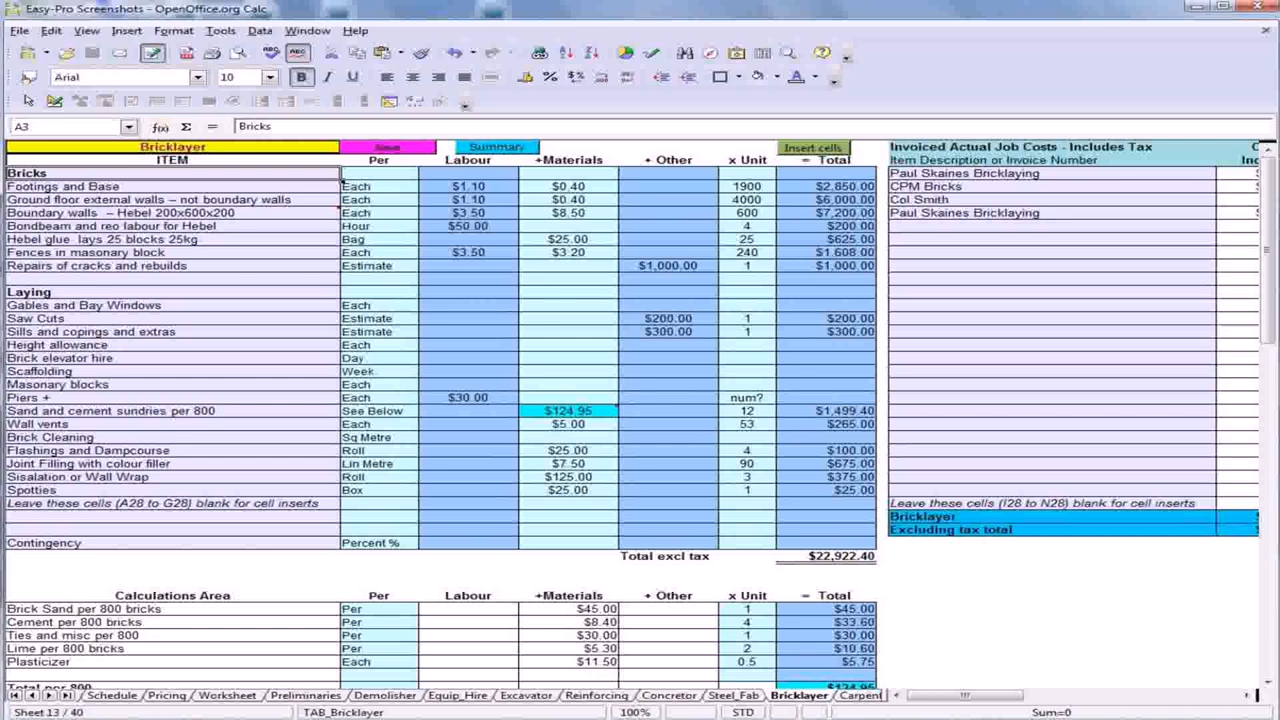 Easy-Pro Screenshots - OpenOffice.org Calc
File Edit View Insert Format Tools Data Window Help
Arial 10
A3 Bricks
Bricklayer Summary Insert cells Invoiced Actual Job Costs - Includes Tax
ITEM Per Labour +Materials + Other x Unit = Total Item Description or Invoice Number
Bricks Paul Skaines Bricklaying
Footings and Base Each $1.10 $0.40 1900 $2,850.00 CPM Bricks
Ground floor external walls – not boundary walls Each $1.10 $0.40 4000 $6,000.00 Col Smith
Boundary walls – Hebel 200x600x200 Each $3.50 $8.50 600 $7,200.00 Paul Skaines Bricklaying
Bondbeam and reo labour for Hebel Hour $50.00 4 $200.00
Hebel glue lays 25 blocks 25kg Bag $25.00 25 $625.00
Fences in masonary block Each $3.50 $3.20 240 $1,608.00
Repairs of cracks and rebuilds Estimate $1,000.00 1 $1,000.00
Laying
Gables and Bay Windows Each
Saw Cuts Estimate $200.00 1 $200.00
Sills and copings and extras Estimate $300.00 1 $300.00
Height allowance Each
Brick elevator hire Day
Scaffolding Week
Masonary blocks Each
Piers + Each $30.00 num?
Sand and cement sundries per 800 See Below $124.95 12 $1,499.40
Wall vents Each $5.00 53 $265.00
Brick Cleaning Sq Metre
Flashings and Dampcourse Roll $25.00 4 $100.00
Joint Filling with colour filler Lin Metre $7.50 90 $675.00
Sisalation or Wall Wrap Roll $125.00 3 $375.00
Spotties Box $25.00 1 $25.00
Leave these cells (A28 to G28) blank for cell inserts Leave these cells (I28 to N28) blank for cell inserts
Bricklayer
Excluding tax total
Contingency Percent %
Total excl tax $22,922.40
Calculations Area Per Labour +Materials + Other x Unit = Total
Brick Sand per 800 bricks Per $45.00 1 $45.00
Cement per 800 bricks Per $8.40 4 $33.60
Ties and misc per 800 Per $30.00 1 $30.00
Lime per 800 bricks Per $5.30 2 $10.60
Plasticizer Each $11.50 0.5 $5.75
Total per 800 $124.95
Schedule Pricing Worksheet Preliminaries Demolisher Equip_Hire Excavator Reinforcing Concretor Steel_Fab Bricklayer Carpent
Sheet 13 / 40 TAB_Bricklayer 100% STD Sum=0